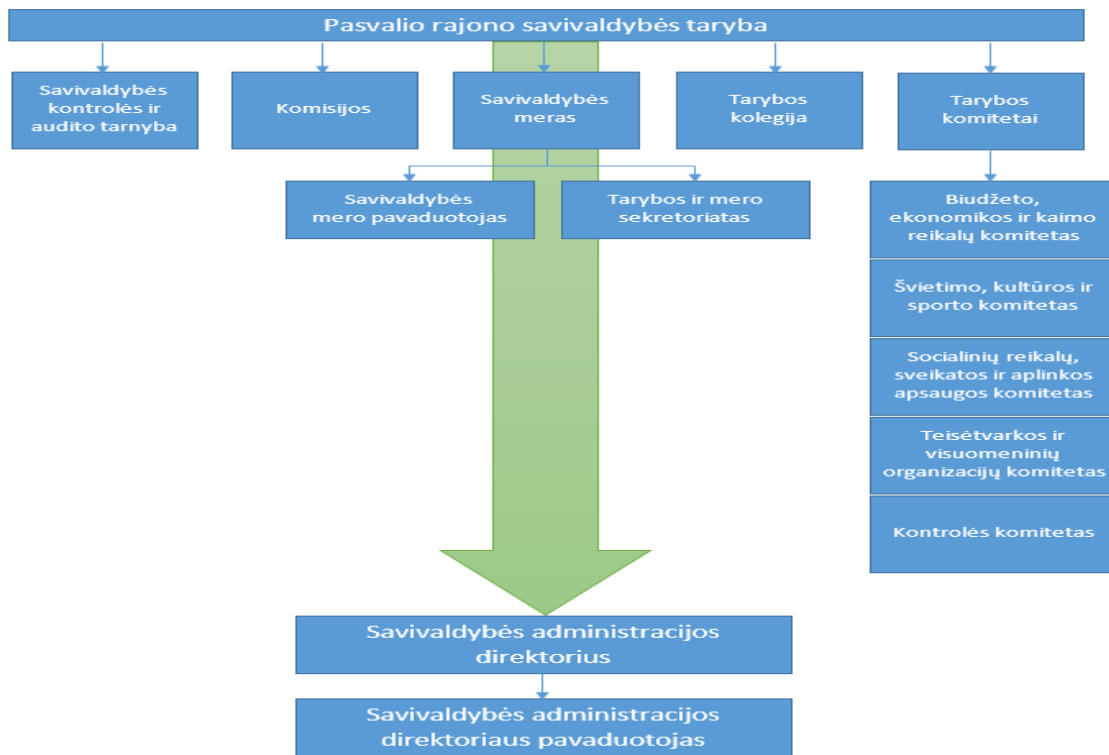 Pasvalio rajono savivaldybės taryba
Savivaldybės
kontrolės ir
audito tarnyba
Komisijos
Savivaldybės
meras
Tarybos
kolegija
Tarybos
komitetai
Savivaldybės
mero pavaduotojas
Tarybos ir mero
sekretoriatas
Biudžeto,
ekonomikos ir kaimo
reikalų komitetas
Švietimo, kultūros ir
sporto komitetas
Socialinių reikalų,
sveikatos ir aplinkos
apsaugos komitetas
Teisėtvarkos ir
visuomeninių
organizacijų komitetas
Kontrolės komitetas
Savivaldybės administracijos
direktorius
Savivaldybės administracijos
direktoriaus pavaduotojas